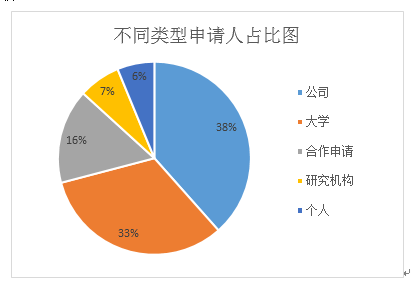 不同类型申请人占比图
6%
7%
38%
16%
33%
公司
大学
合作申请
研究机构
个人